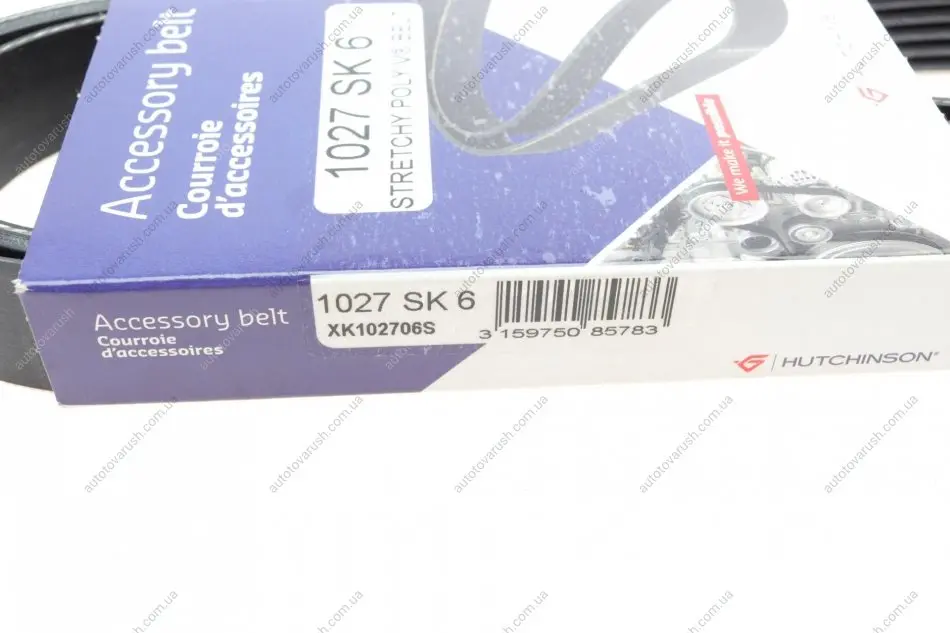 Accessory belt
Courroie
d'accessoires
1027 SK 6
STRETCHY POLY V® BELT
We make it
Accessory belt
Courroie
d'accessoires
1027 SK 6
XK102706S
3 159750 85783
HUTCHINSON®
autotovarush.com.ua